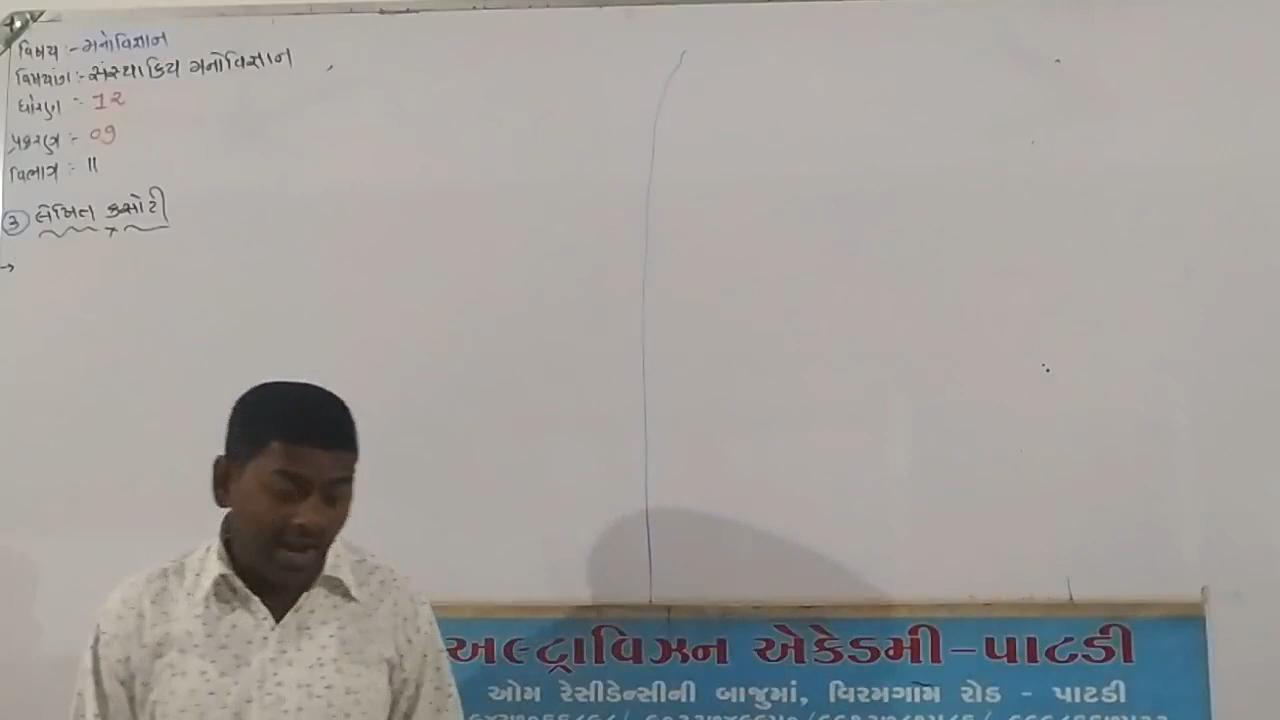 વિષય :- મનોવિજ્ઞાન
વિષયાંગ :- સંસ્થાકિય મનોવિજ્ઞાન
ધોરણ :- 12
પ્રકરણ :- 09
વિભાગ :- 11
3 લેખિત કસોટી
→
અલ્ટ્રાવિઝન એકેડમી - પાટડી
ઓમ રેસીડેન્સીની બાજુમાં, વિરમગામ રોડ - પાટડી